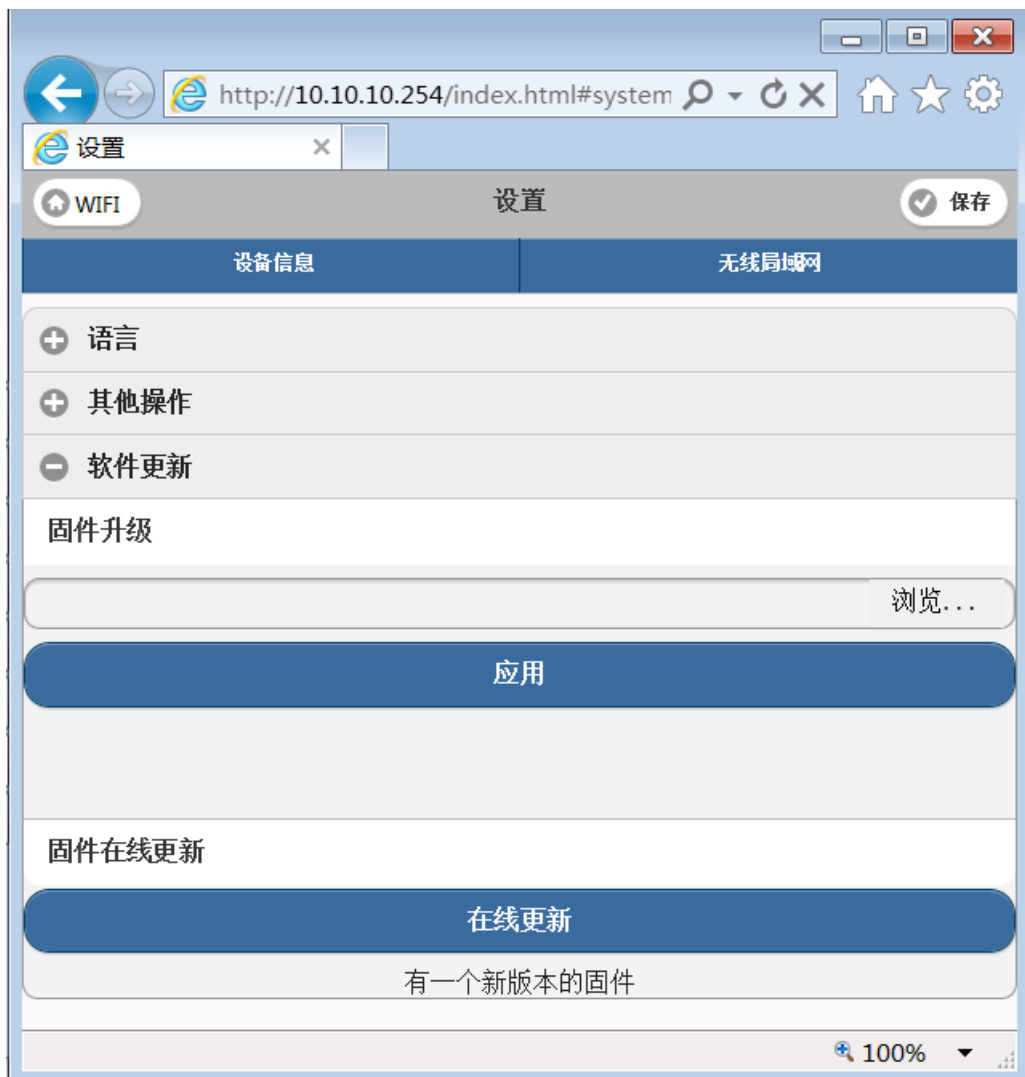 http://10.10.10.254/index.html#system
设置
WIFI 设置 保存
设备信息 无线局域网
语言
其他操作
软件更新
固件升级
浏览...
应用
固件在线更新
在线更新
有一个新版本的固件
100%